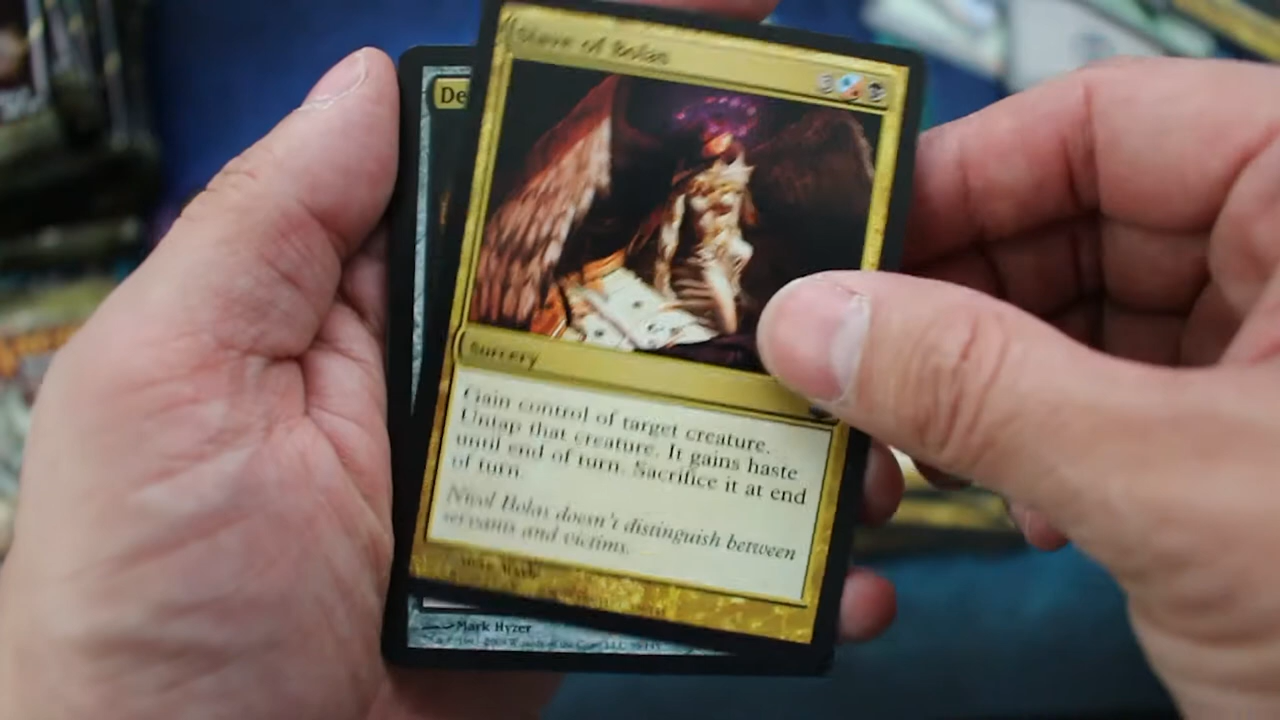 Slave of Bolas
De
3
Sorcery
Gain control of target creature.
Untap that creature. It gains haste
until end of turn. Sacrifice it at end
of turn.
Nicol Bolas doesn't distinguish between
servants and victims.
Mark Hyzer